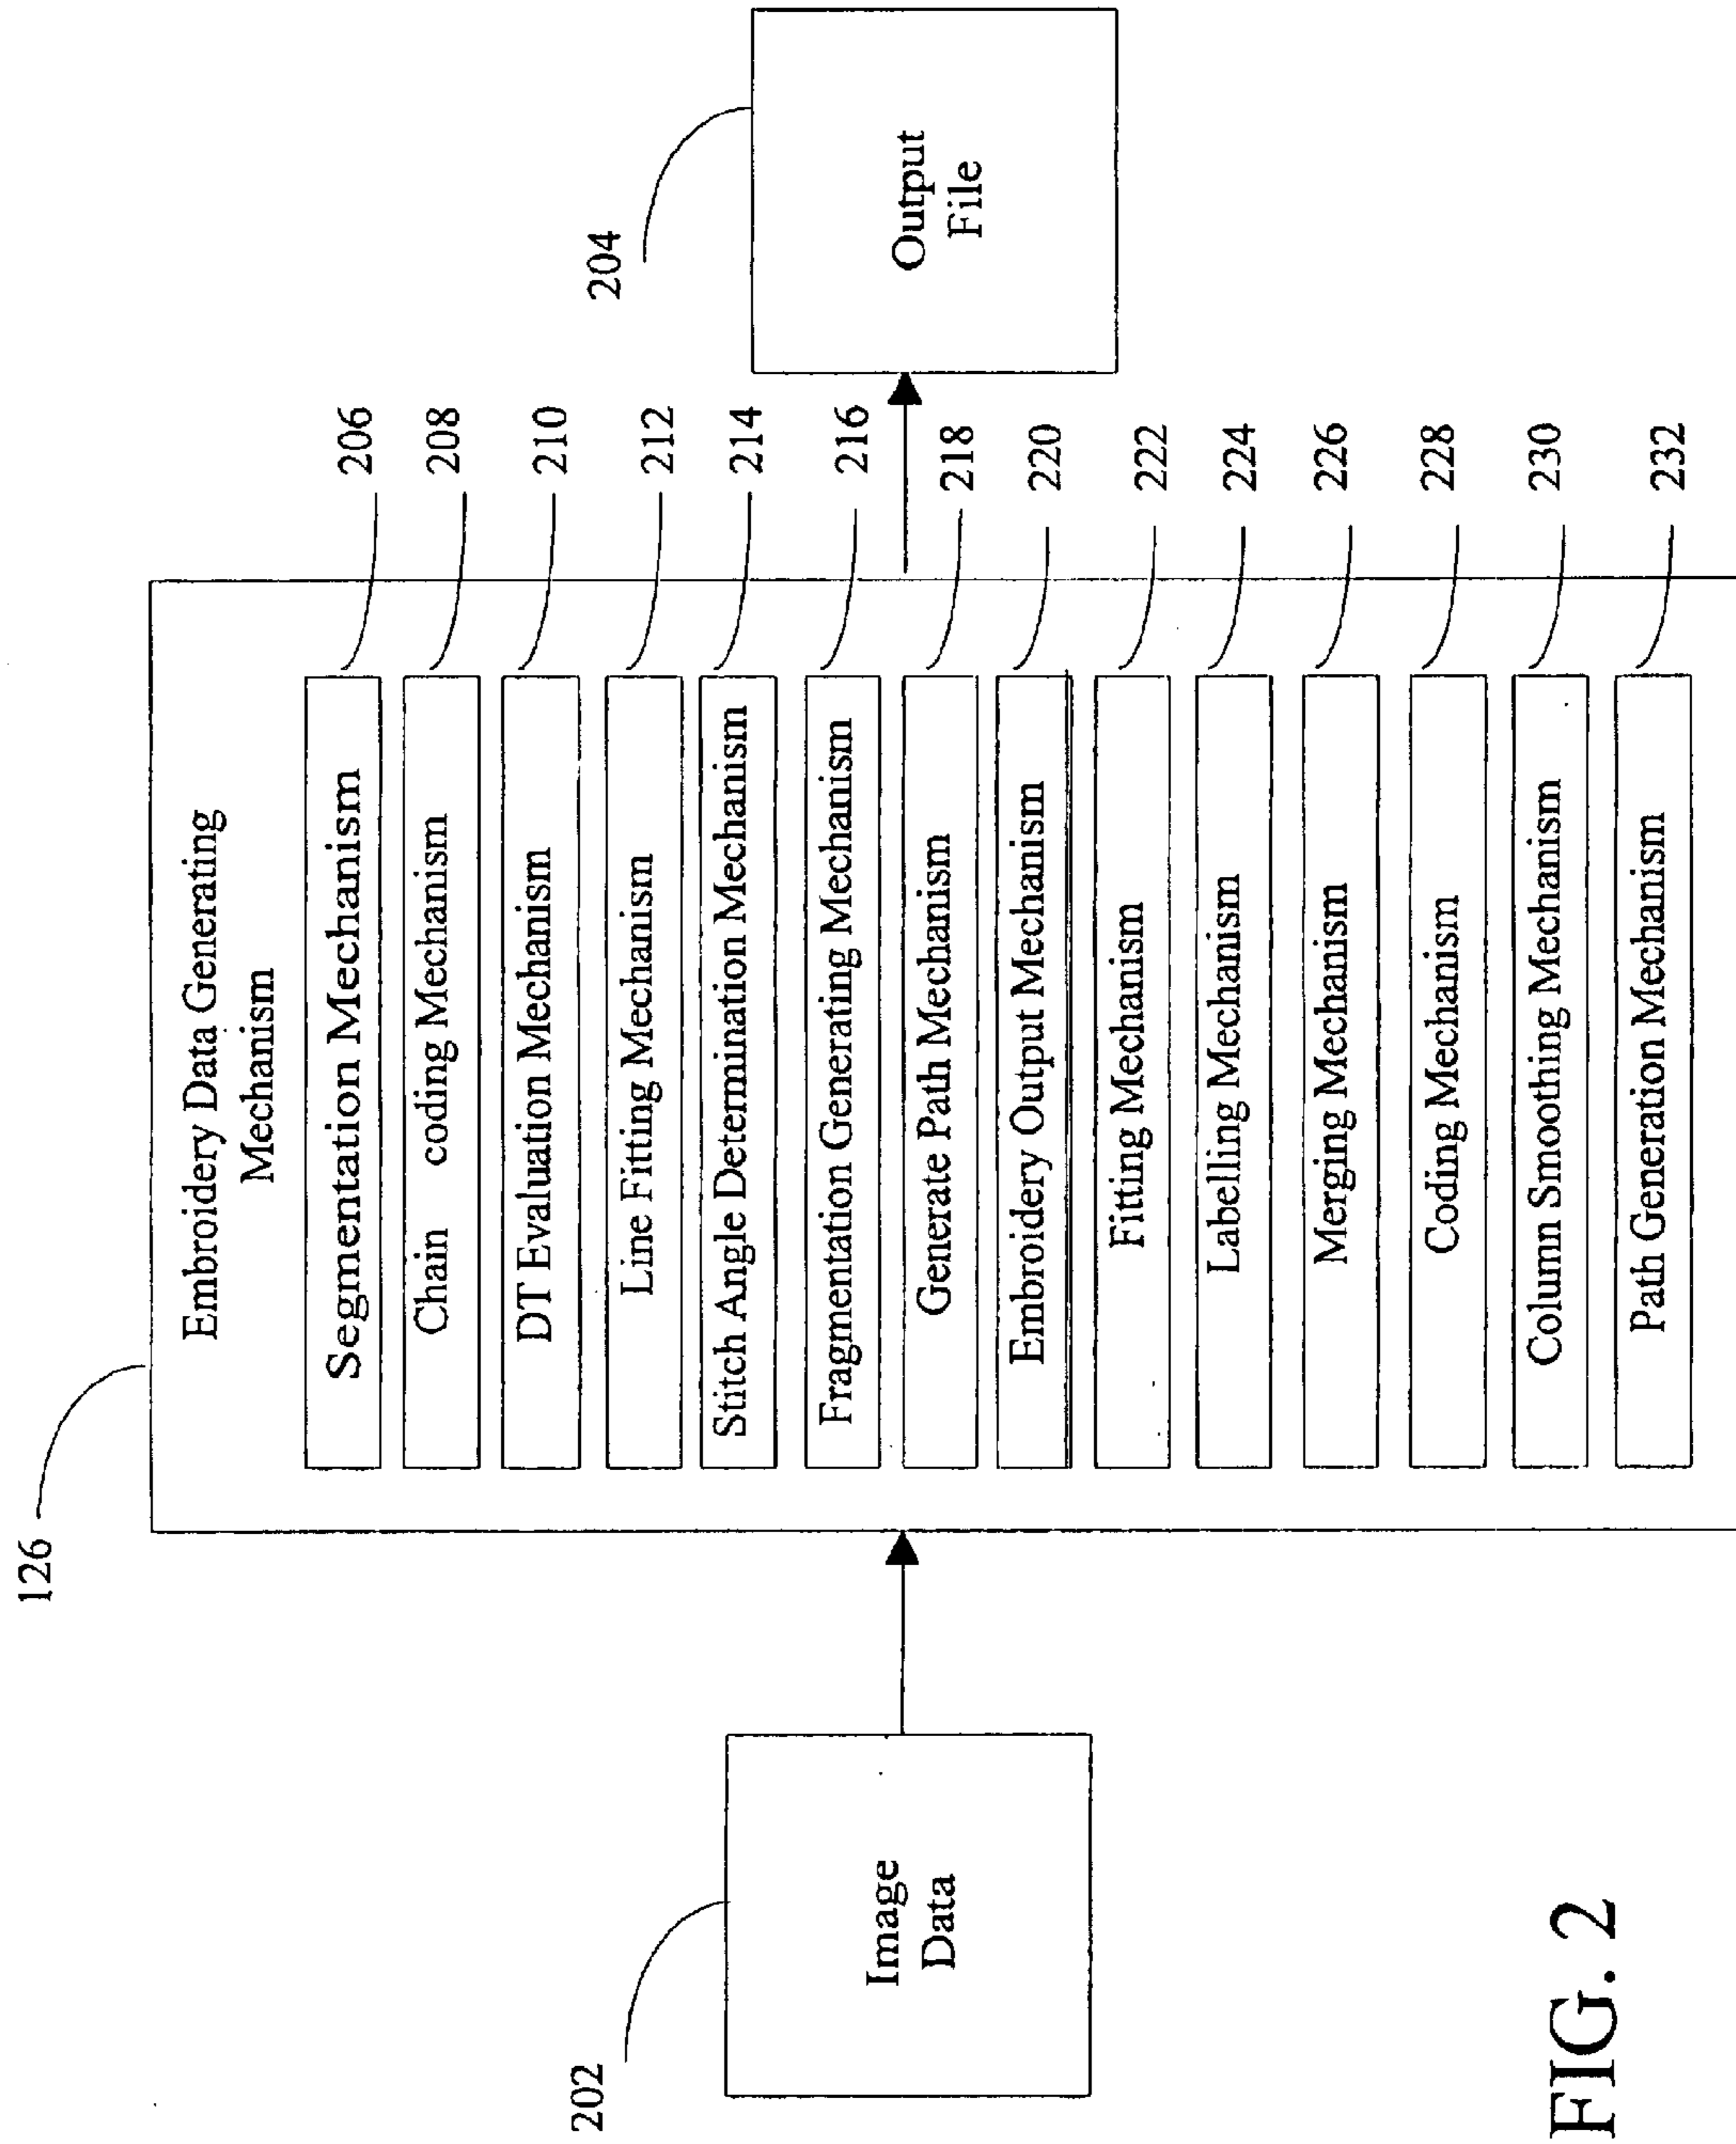 126
Embroidery Data Generating
Mechanism
Segmentation Mechanism
206
Chain coding Mechanism
208
DT Evaluation Mechanism
210
Line Fitting Mechanism
212
Stitch Angle Determination Mechanism
214
Fragmentation Generating Mechanism
216
Generate Path Mechanism
218
Embroidery Output Mechanism
220
Fitting Mechanism
222
Labelling Mechanism
224
Merging Mechanism
226
Coding Mechanism
228
Column Smoothing Mechanism
230
Path Generation Mechanism
232
202
Image
Data
204
Output
File
FIG. 2